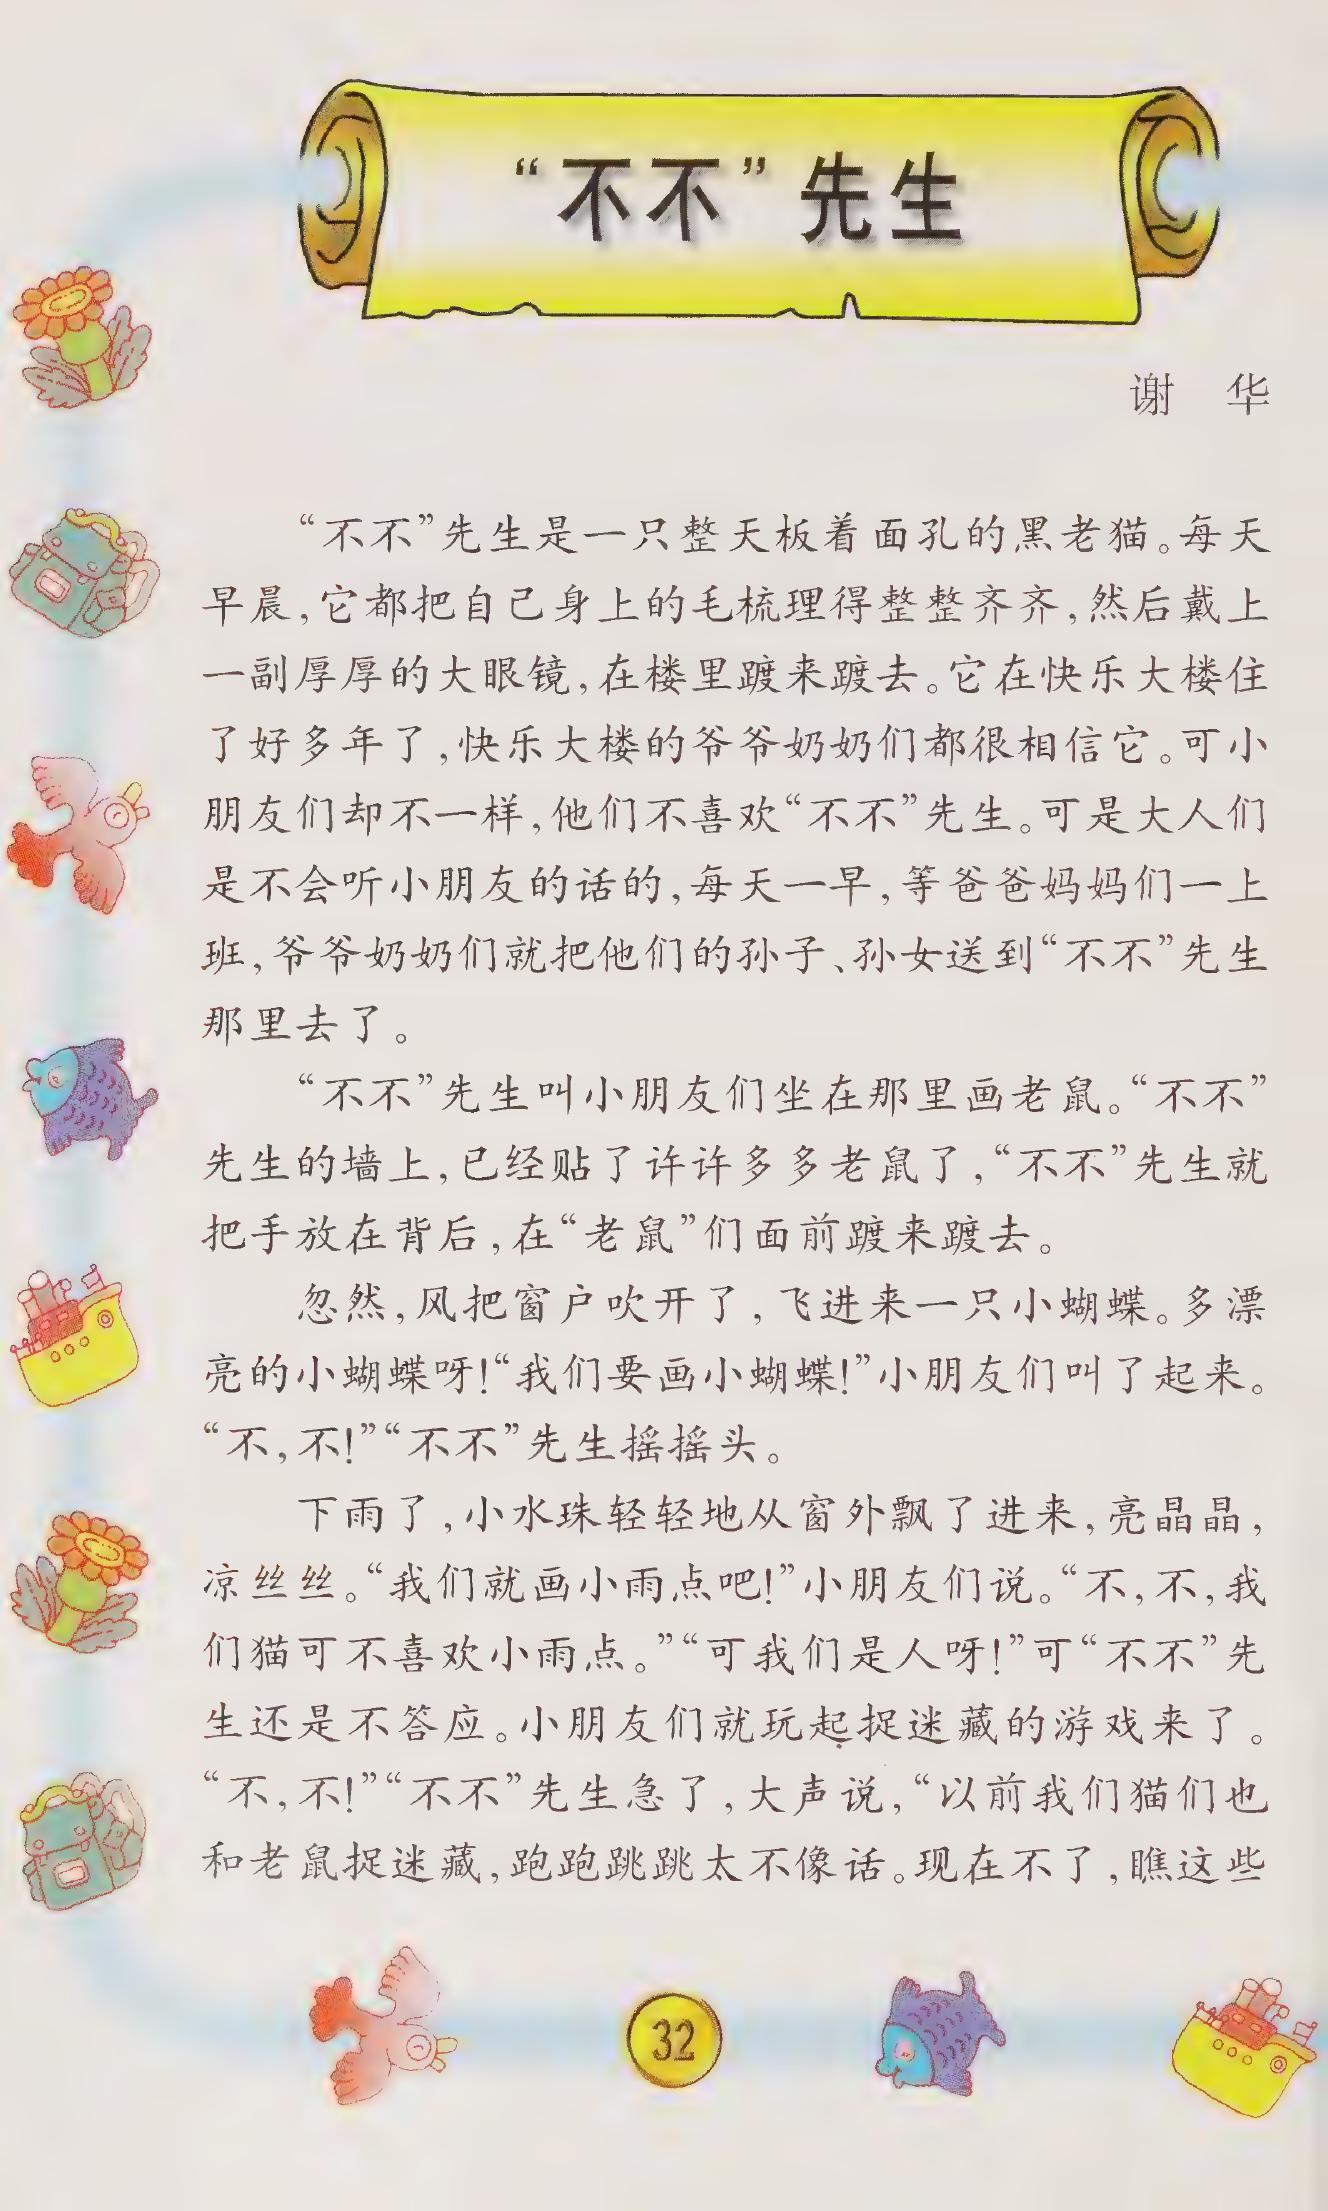 “不不”先生
谢 华
“不不”先生是一只整天板着面孔的黑老猫。每天
早晨，它都把自己身上的毛梳理得整整齐齐，然后戴上
一副厚厚的大眼镜，在楼里踱来踱去。它在快乐大楼住
了好多年了，快乐大楼的爷爷奶奶们都很相信它。可小
朋友们却不一样，他们不喜欢“不不”先生。可是大人们
是不会听小朋友的话的，每天一早，等爸爸妈妈们一上
班，爷爷奶奶们就把他们的孙子、孙女送到“不不”先生
那里去了。
“不不”先生叫小朋友们坐在那里画老鼠。“不不”
先生的墙上，已经贴了许许多多老鼠了，“不不”先生就
把手放在背后，在“老鼠”们面前踱来踱去。
忽然，风把窗户吹开了，飞进来一只小蝴蝶。多漂
亮的小蝴蝶呀！“我们要画小蝴蝶！”小朋友们叫了起来。
“不，不！”“不不”先生摇摇头。
下雨了，小水珠轻轻地从窗外飘了进来，亮晶晶，
凉丝丝。“我们就画小雨点吧！”小朋友们说。“不，不，我
们猫可不喜欢小雨点。”“可我们是人呀！”可“不不”先
生还是不答应。小朋友们就玩起捉迷藏的游戏来了。
“不，不！”“不不”先生急了，大声说，“以前我们猫们也
和老鼠捉迷藏，跑跑跳跳太不像话。现在不了，瞧这些
32